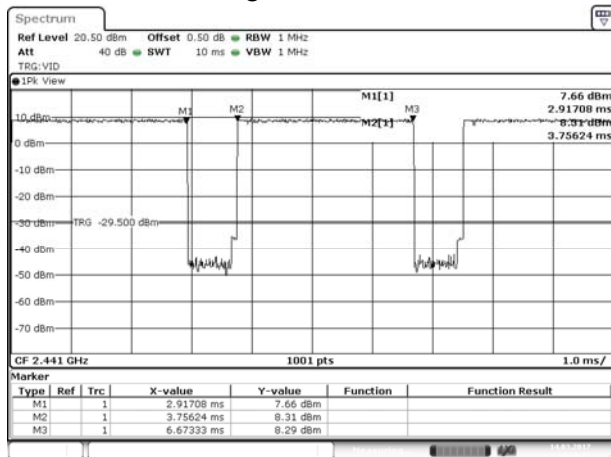 Spectrum
Ref Level 20.50 dBm Offset 0.50 dB RBW 1 MHz
Att 40 dB SWT 10 ms VBW 1 MHz
TRG:VID
1Pk View
M1[1] 7.66 dBm
2.91708 ms
M1 M2 M3
10 dBm M2[1] 8.31 dBm
3.75624 ms
0 dBm
-10 dBm
-20 dBm
-30 dBm TRG -29.500 dBm
-40 dBm
-50 dBm
-60 dBm
-70 dBm
CF 2.441 GHz 1001 pts 1.0 ms/
Marker
Type Ref Trc X-value Y-value Function Function Result
M1 1 2.91708 ms 7.66 dBm
M2 1 3.75624 ms 8.31 dBm
M3 1 6.67333 ms 8.29 dBm